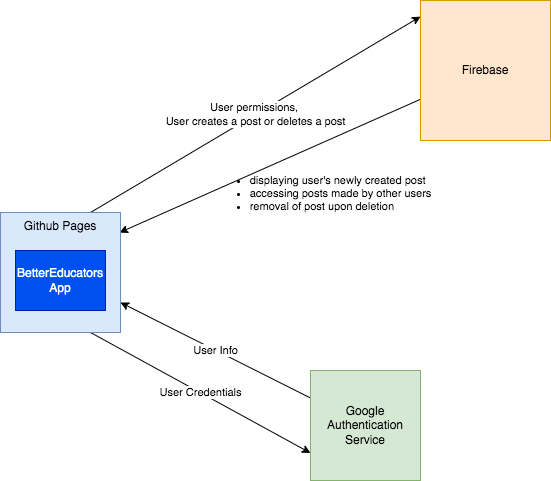 Firebase
User permissions,
User creates a post or deletes a post
• displaying user's newly created post
• accessing posts made by other users
• removal of post upon deletion
Github Pages
BetterEducators
App
User Info
User Credentials
Google
Authentication
Service